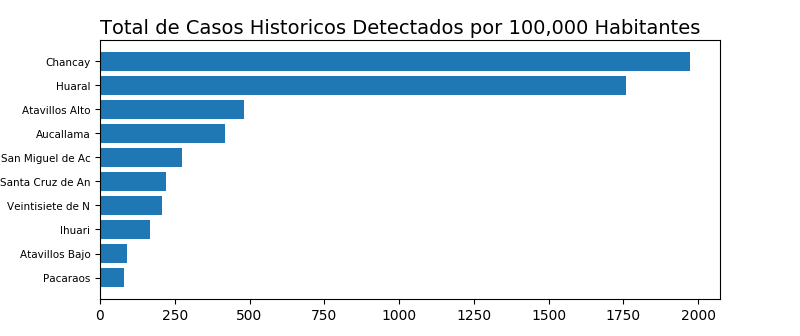 Total de Casos Historicos Detectados por 100,000 Habitantes
Chancay
Huaral
Atavillos Alto
Aucallama
San Miguel de Ac
Santa Cruz de An
Veintisiete de N
Ihuari
Atavillos Bajo
Pacaraos
0 250 500 750 1000 1250 1500 1750 2000